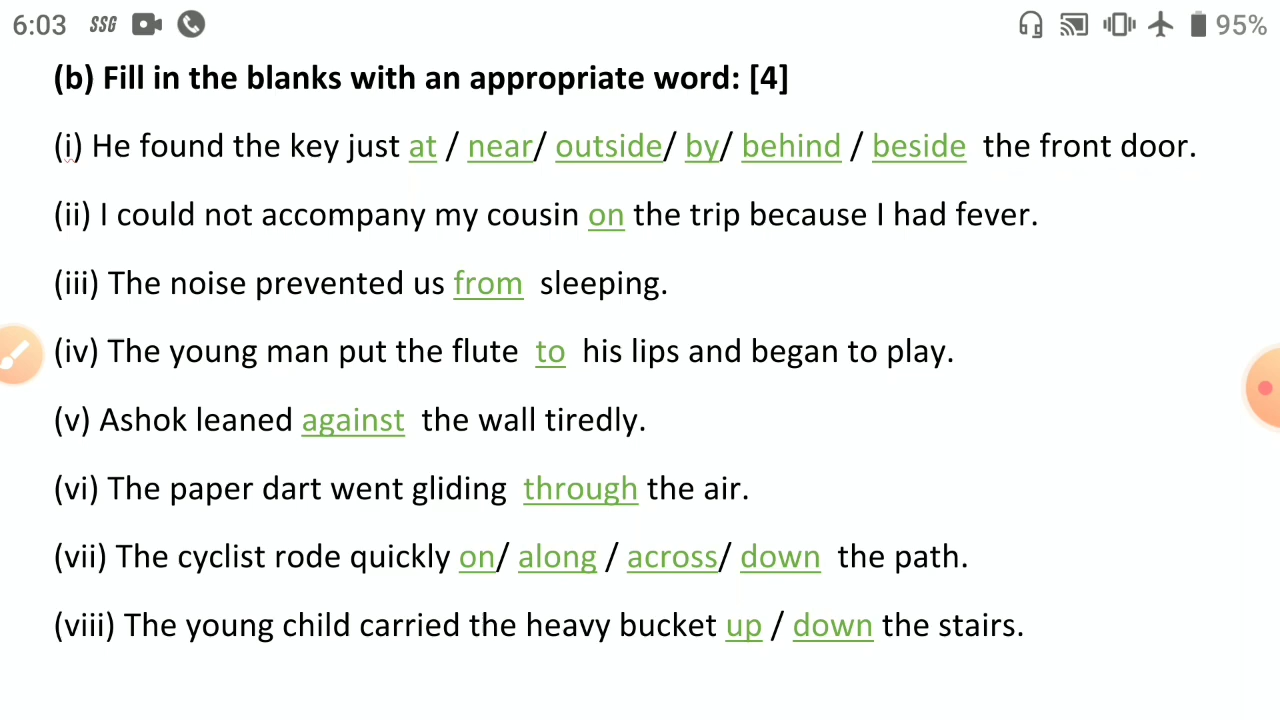 6:03 SSG 95%
(b) Fill in the blanks with an appropriate word: [4]
(i) He found the key just at / near/ outside/ by/ behind / beside the front door.
(ii) I could not accompany my cousin on the trip because I had fever.
(iii) The noise prevented us from sleeping.
(iv) The young man put the flute to his lips and began to play.
(v) Ashok leaned against the wall tiredly.
(vi) The paper dart went gliding through the air.
(vii) The cyclist rode quickly on/ along / across/ down the path.
(viii) The young child carried the heavy bucket up / down the stairs.